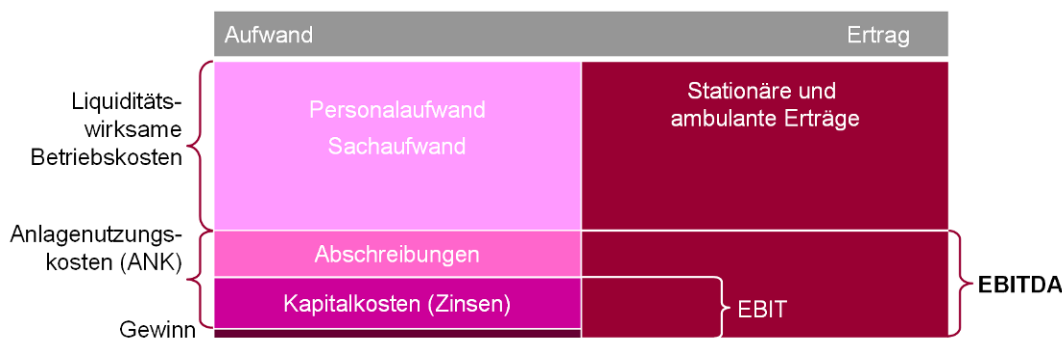 Aufwand
Ertrag
Liquiditäts-
wirksame
Betriebskosten
Personalaufwand
Sachaufwand
Stationäre und
ambulante Erträge
Anlagenutzungs-
kosten (ANK)
Abschreibungen
Kapitalkosten (Zinsen)
EBIT
EBITDA
Gewinn